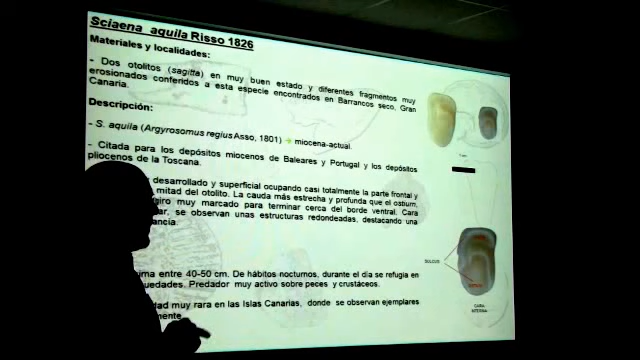 Sciaena aquila Risso 1826
Materiales y localidades:
- Dos otolitos (sagitta) en muy buen estado y diferentes fragmentos muy
erosionados conferidos a esta especie encontrados en Barrancos seco, Gran
Canaria.
Descripción:
- S. aquila (Argyrosomus regius Asso, 1801) → miocena-actual.
- Citada para los depósitos miocenos de Baleares y Portugal y los depósitos
pliocenos de la Toscana.
desarrollado y superficial ocupando casi totalmente la parte frontal y
mitad del otolito. La cauda más estrecha y profunda que el ostium,
giro muy marcado para terminar cerca del borde ventral. Cara
se observan unas estructuras redondeadas, destacando una
entre 40-50 cm. De hábitos nocturnos, durante el día se refugia en
Predador muy activo sobre peces y crustáceos.
muy rara en las Islas Canarias, donde se observan ejemplares
SULCUS
CARA
INTERNA